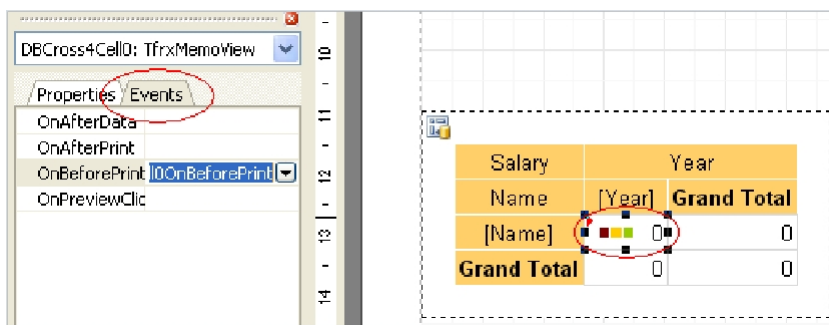 DBCross4Cell0: TfrxMemoView
Properties Events
OnAfterData
OnAfterPrint
OnBeforePrint l0OnBeforePrint
OnPreviewClic
10
11
12
13
14
Salary Year
Name [Year] Grand Total
[Name] 0 0
Grand Total 0 0